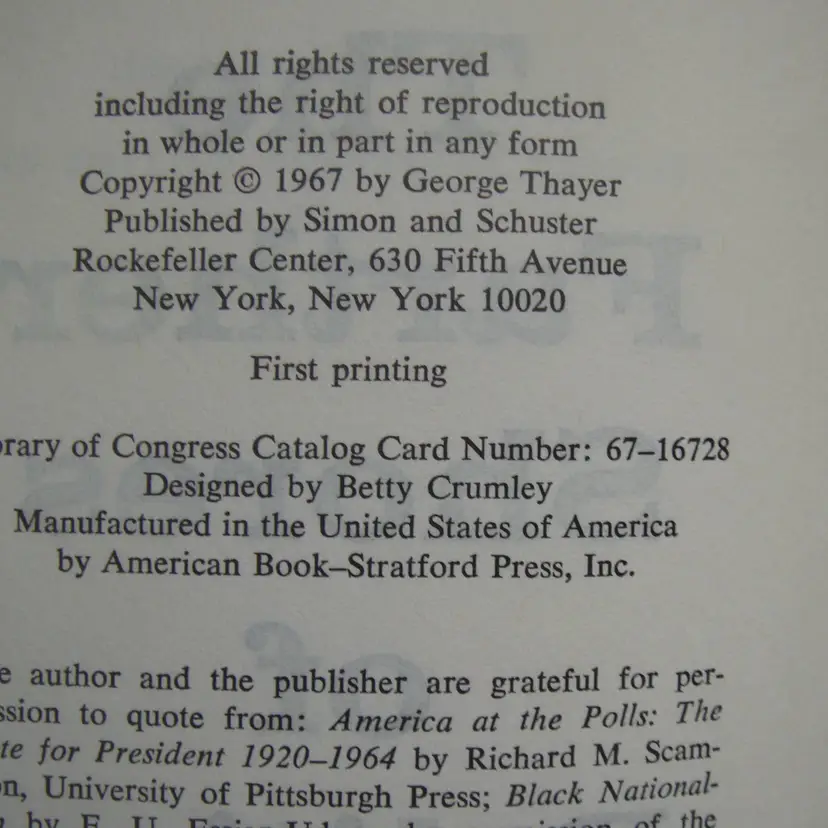 All rights reserved
including the right of reproduction
in whole or in part in any form
Copyright © 1967 by George Thayer
Published by Simon and Schuster
Rockefeller Center, 630 Fifth Avenue
New York, New York 10020
First printing
rary of Congress Catalog Card Number: 67–16728
Designed by Betty Crumley
Manufactured in the United States of America
by American Book–Stratford Press, Inc.
e author and the publisher are grateful for per-
ssion to quote from: America at the Polls: The
te for President 1920–1964 by Richard M. Scam-
on, University of Pittsburgh Press; Black National-
by E. U. of the